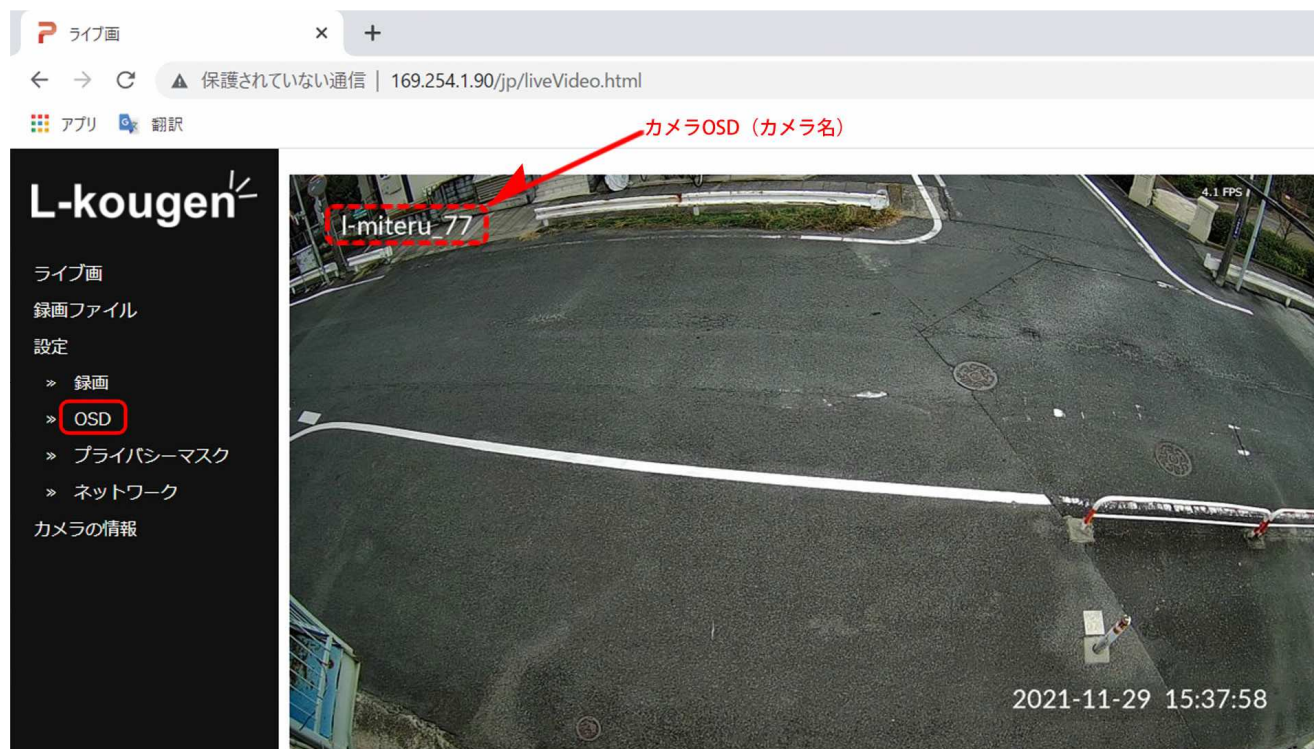 ライブ画
保護されていない通信 | 169.254.1.90/jp/liveVideo.html
アプリ 翻訳
カメラOSD（カメラ名）
L-kougen
l-miteru_77
4.1 FPS
ライブ画
録画ファイル
設定
» 録画
» OSD
» プライバシーマスク
» ネットワーク
カメラの情報
2021-11-29 15:37:58